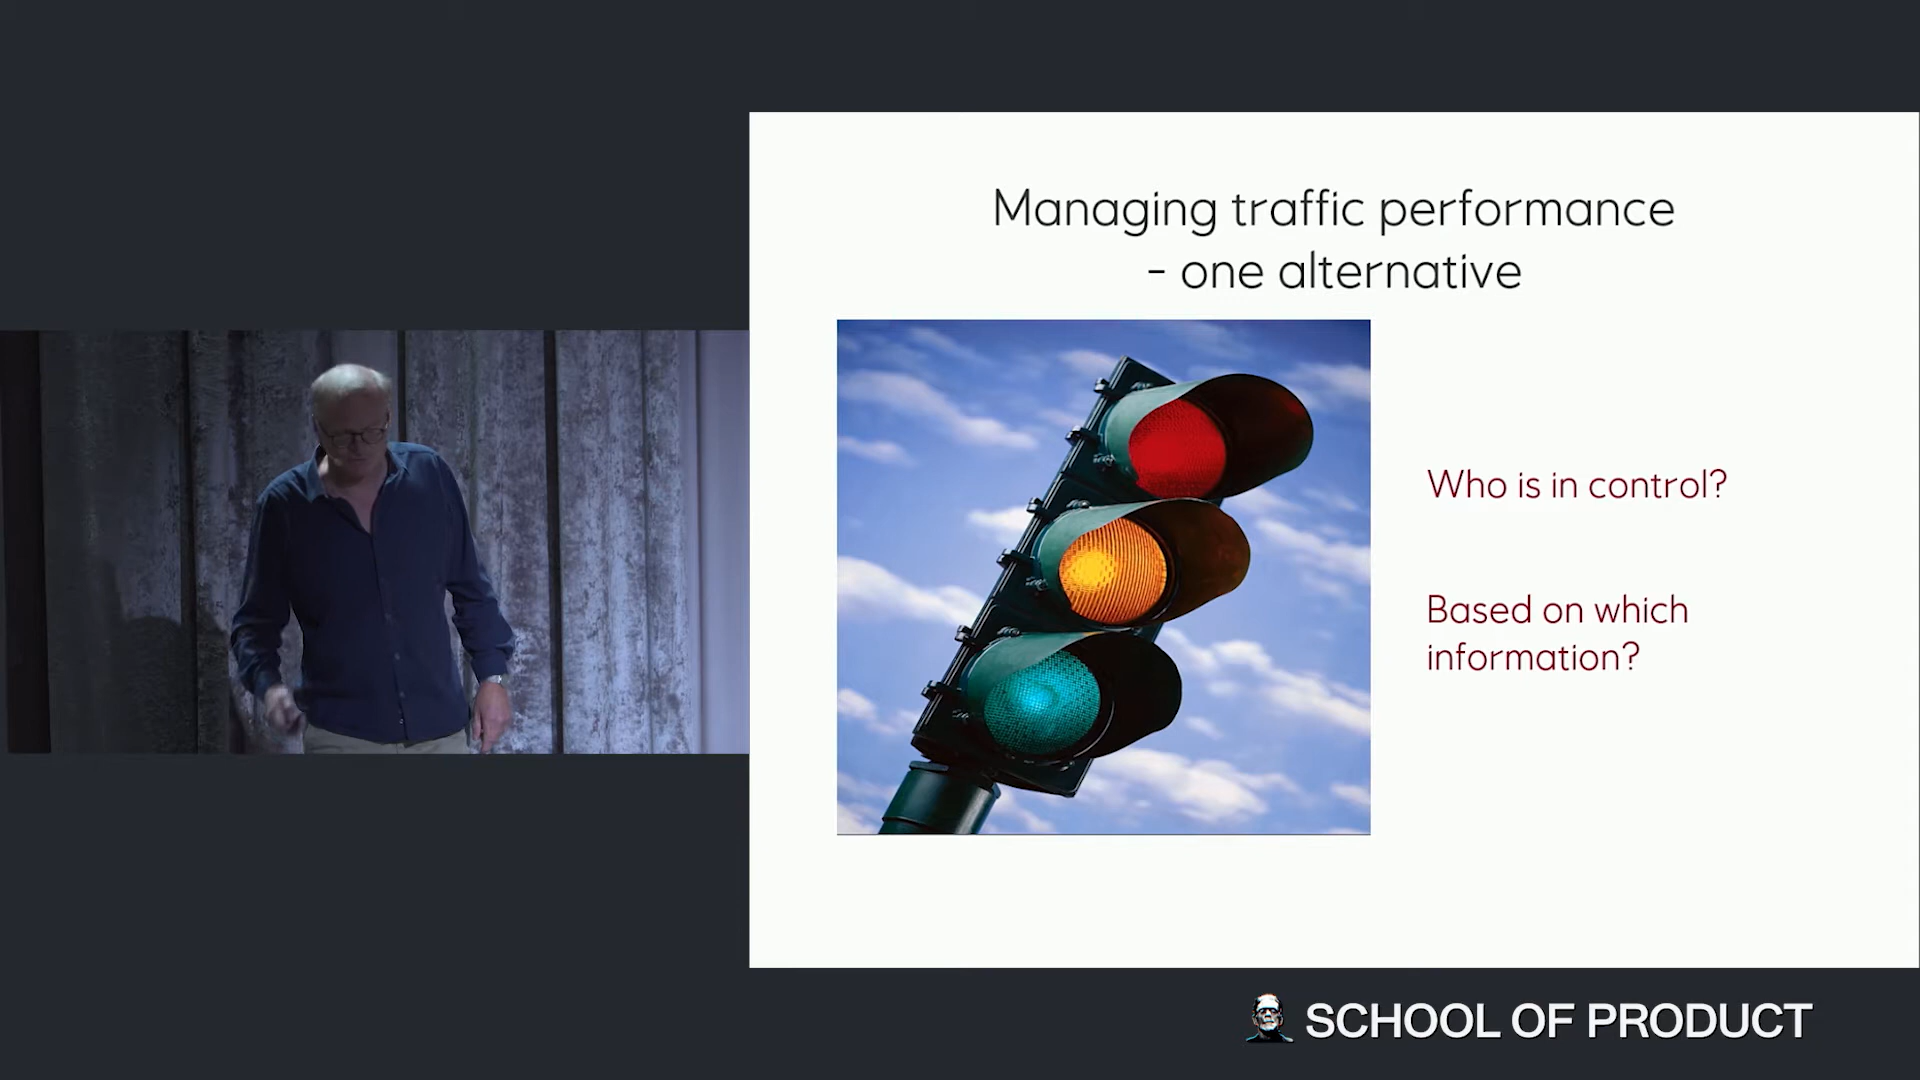 Managing traffic performance
- one alternative
Who is in control?
Based on which
information?
SCHOOL OF PRODUCT